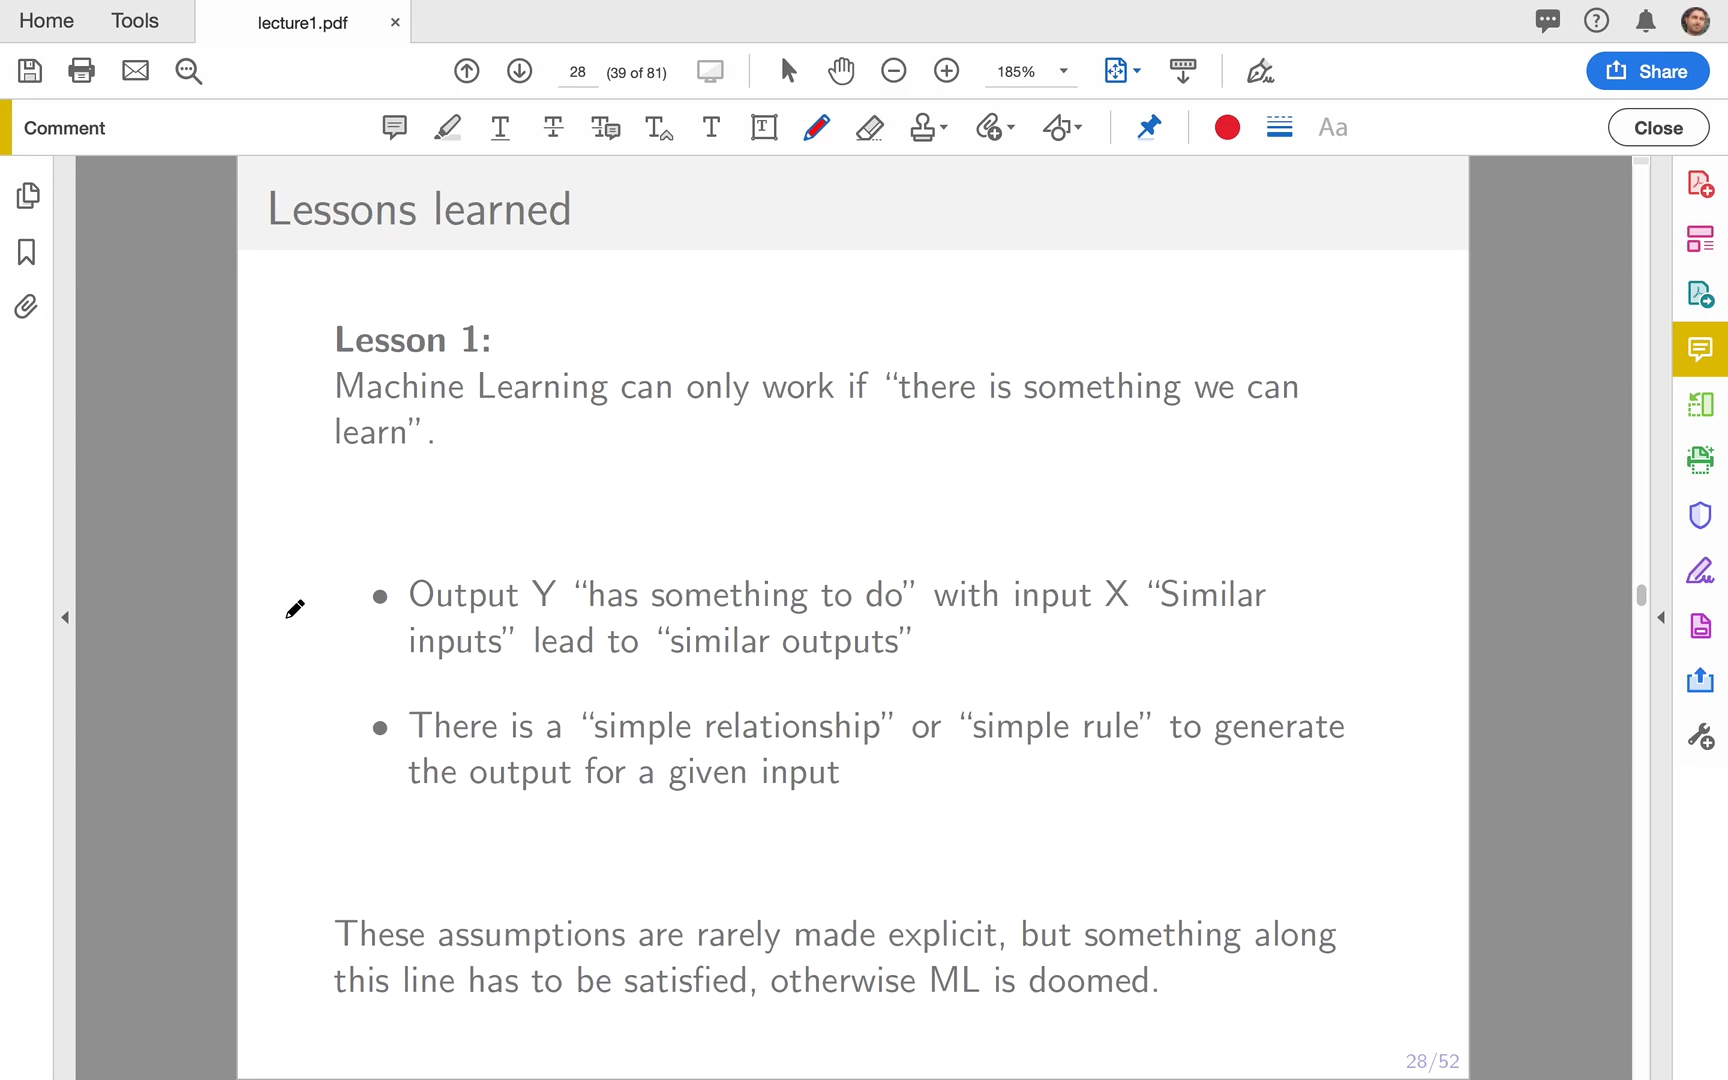 Home Tools lecture1.pdf ×
28 (39 of 81) 185% Share
Comment Aa Close
Lessons learned
Lesson 1:
Machine Learning can only work if “there is something we can
learn”.
• Output Y “has something to do” with input X “Similar
inputs” lead to “similar outputs”
• There is a “simple relationship” or “simple rule” to generate
the output for a given input
These assumptions are rarely made explicit, but something along
this line has to be satisfied, otherwise ML is doomed.
28/52